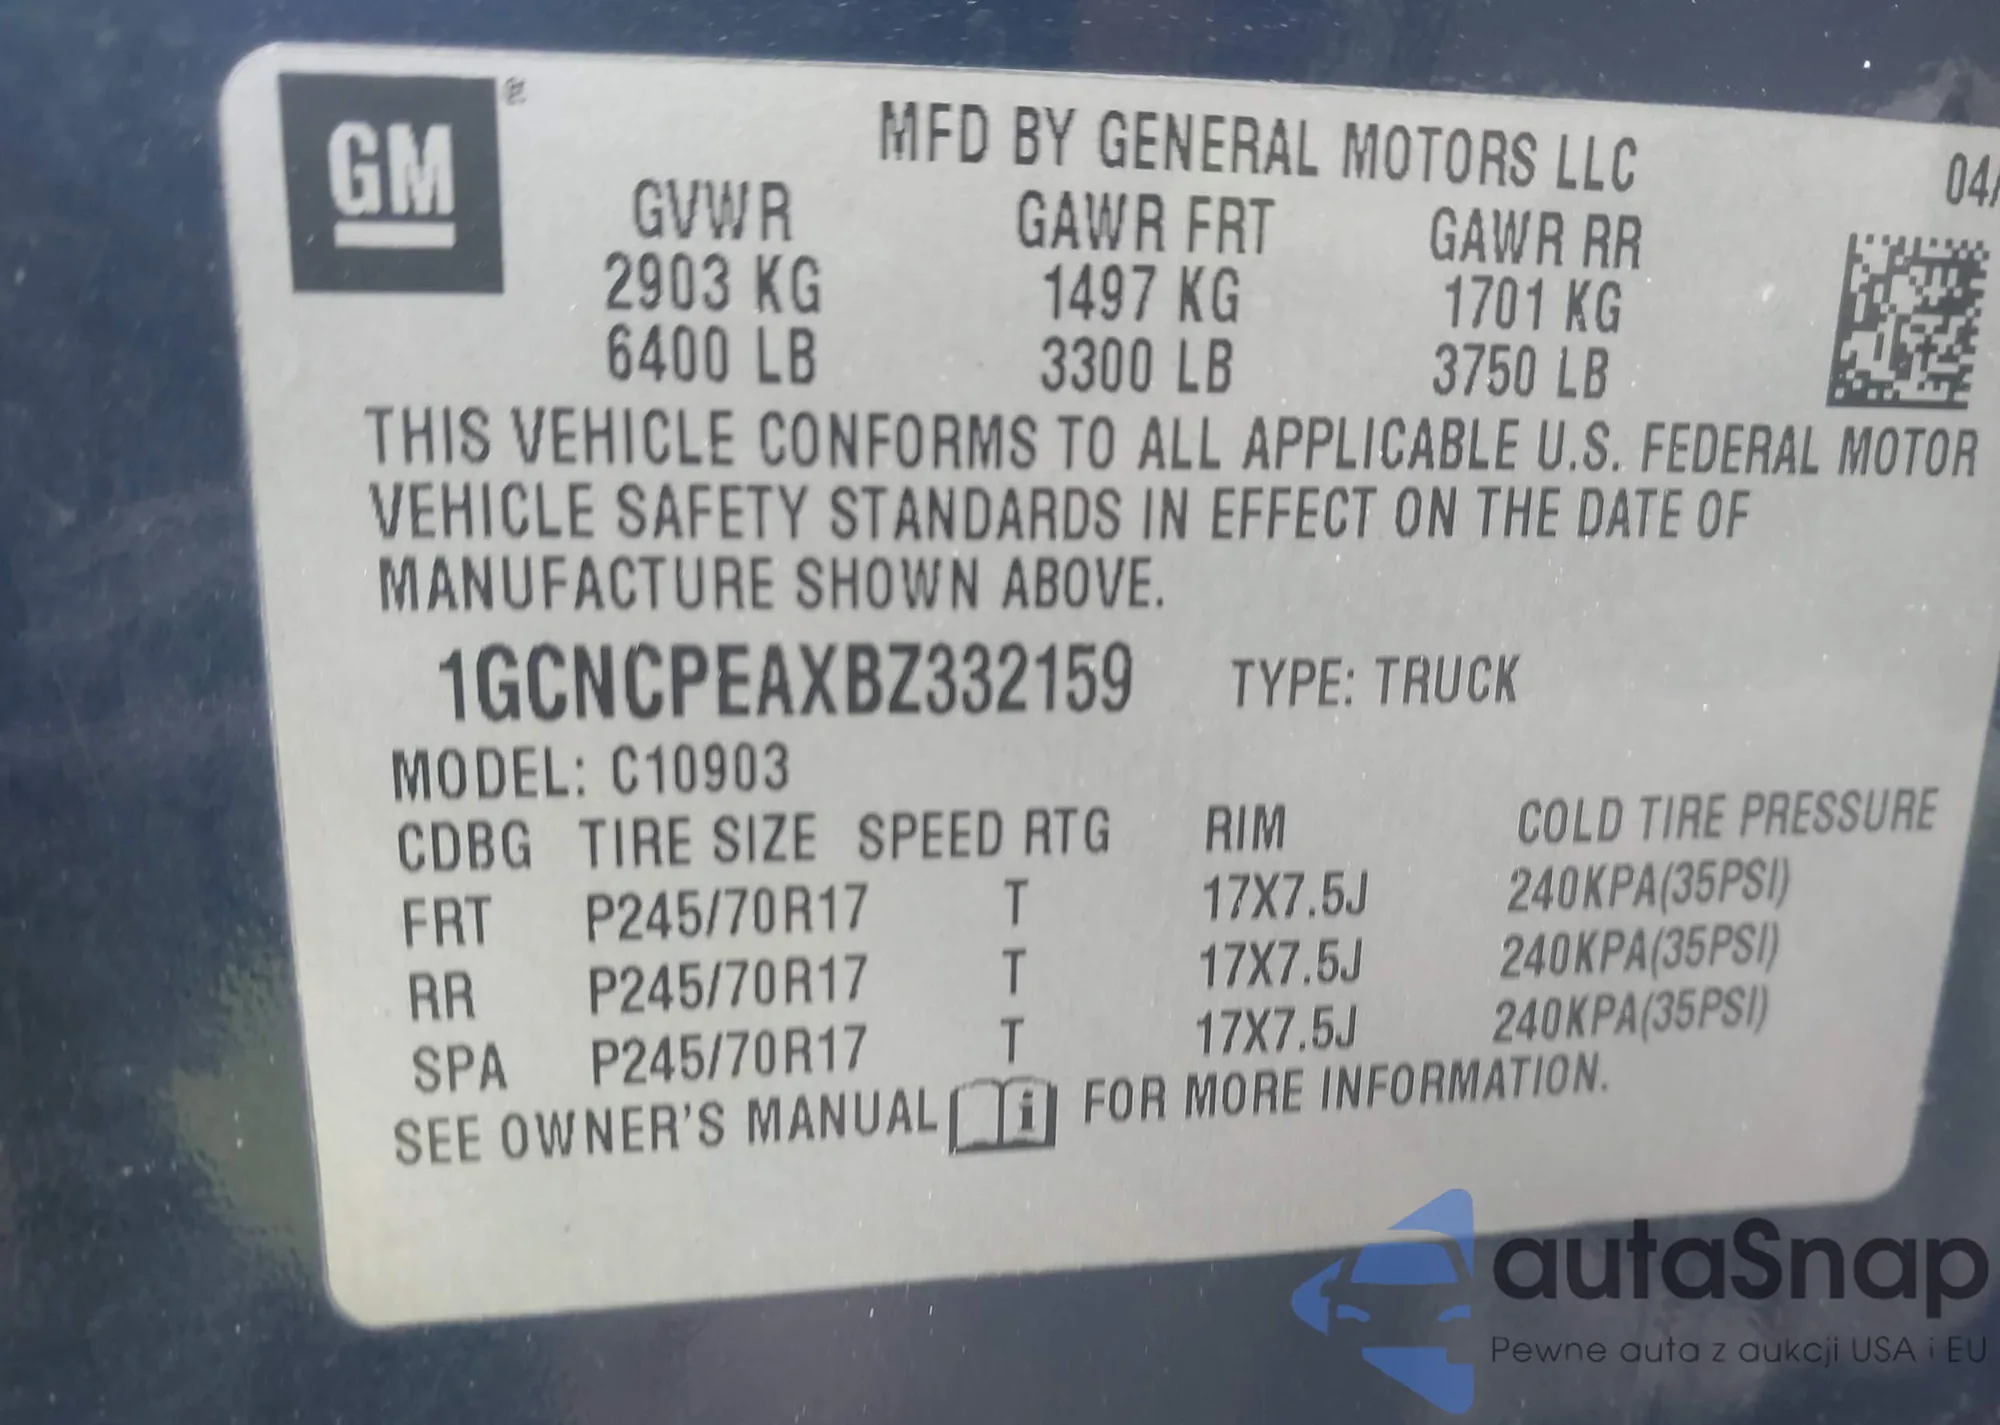 GM ®
MFD BY GENERAL MOTORS LLC 04/
GVWR GAWR FRT GAWR RR
2903 KG 1497 KG 1701 KG
6400 LB 3300 LB 3750 LB
THIS VEHICLE CONFORMS TO ALL APPLICABLE U.S. FEDERAL MOTOR
VEHICLE SAFETY STANDARDS IN EFFECT ON THE DATE OF
MANUFACTURE SHOWN ABOVE.
1GCNCPEAXBZ332159 TYPE: TRUCK
MODEL: C10903
CDBG TIRE SIZE SPEED RTG RIM COLD TIRE PRESSURE
FRT P245/70R17 T 17X7.5J 240KPA(35PSI)
RR P245/70R17 T 17X7.5J 240KPA(35PSI)
SPA P245/70R17 T 17X7.5J 240KPA(35PSI)
SEE OWNER'S MANUAL i FOR MORE INFORMATION.
autaSnap
Pewne auta z aukcji USA i EU